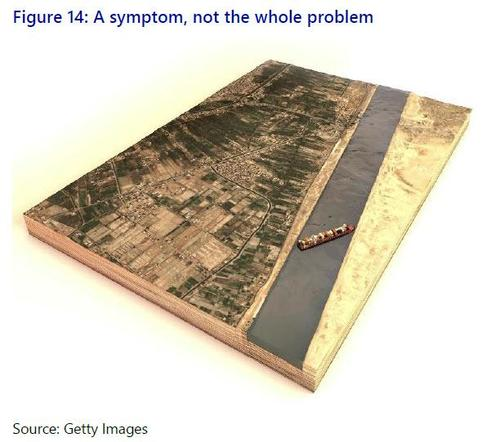 Figure 14: A symptom, not the whole problem
Source: Getty Images